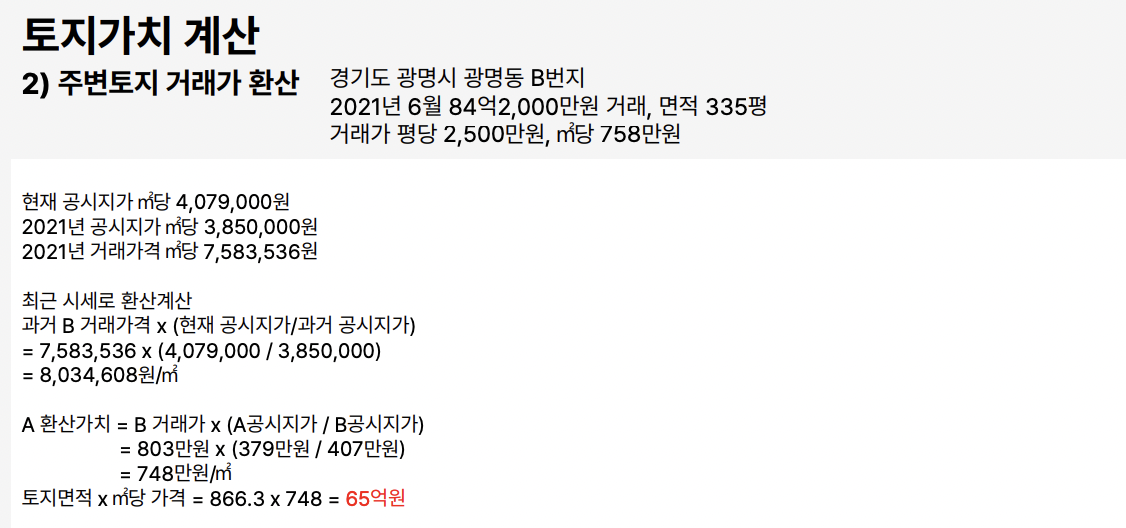 토지가치 계산
2) 주변토지 거래가 환산
경기도 광명시 광명동 B번지
2021년 6월 84억2,000만원 거래, 면적 335평
거래가 평당 2,500만원, ㎡당 758만원
현재 공시지가 ㎡당 4,079,000원
2021년 공시지가 ㎡당 3,850,000원
2021년 거래가격 ㎡당 7,583,536원
최근 시세로 환산계산
과거 B 거래가격 x (현재 공시지가/과거 공시지가)
= 7,583,536 x (4,079,000 / 3,850,000)
= 8,034,608원/㎡
A 환산가치 = B 거래가 x (A공시지가 / B공시지가)
= 803만원 x (379만원 / 407만원)
= 748만원/㎡
토지면적 x ㎡당 가격 = 866.3 x 748 = 65억원